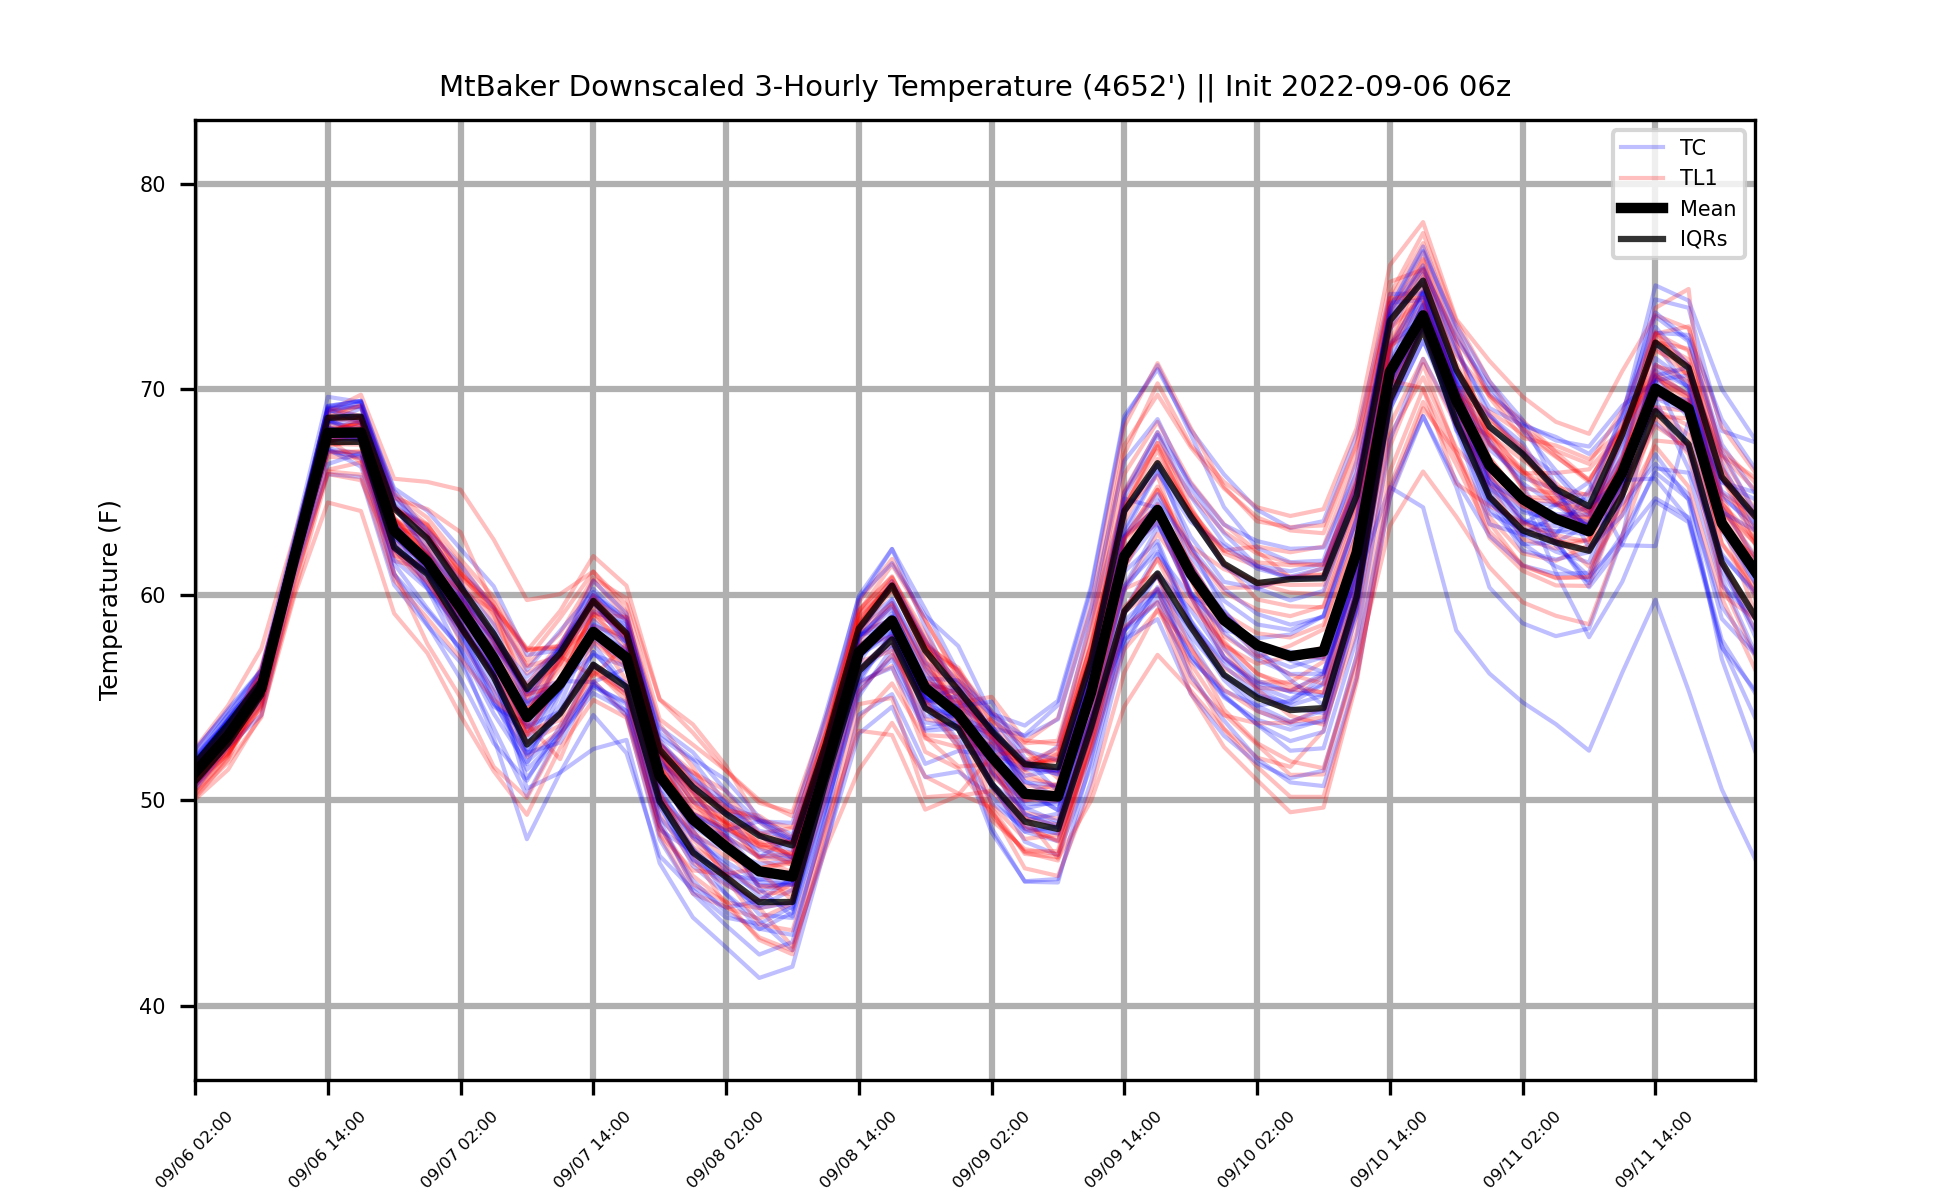 MtBaker Downscaled 3-Hourly Temperature (4652') || Init 2022-09-06 06z
TC
TL1
Mean
IQRs
80
70
60
50
40
Temperature (F)
09/06 02:00
09/06 14:00
09/07 02:00
09/07 14:00
09/08 02:00
09/08 14:00
09/09 02:00
09/09 14:00
09/10 02:00
09/10 14:00
09/11 02:00
09/11 14:00